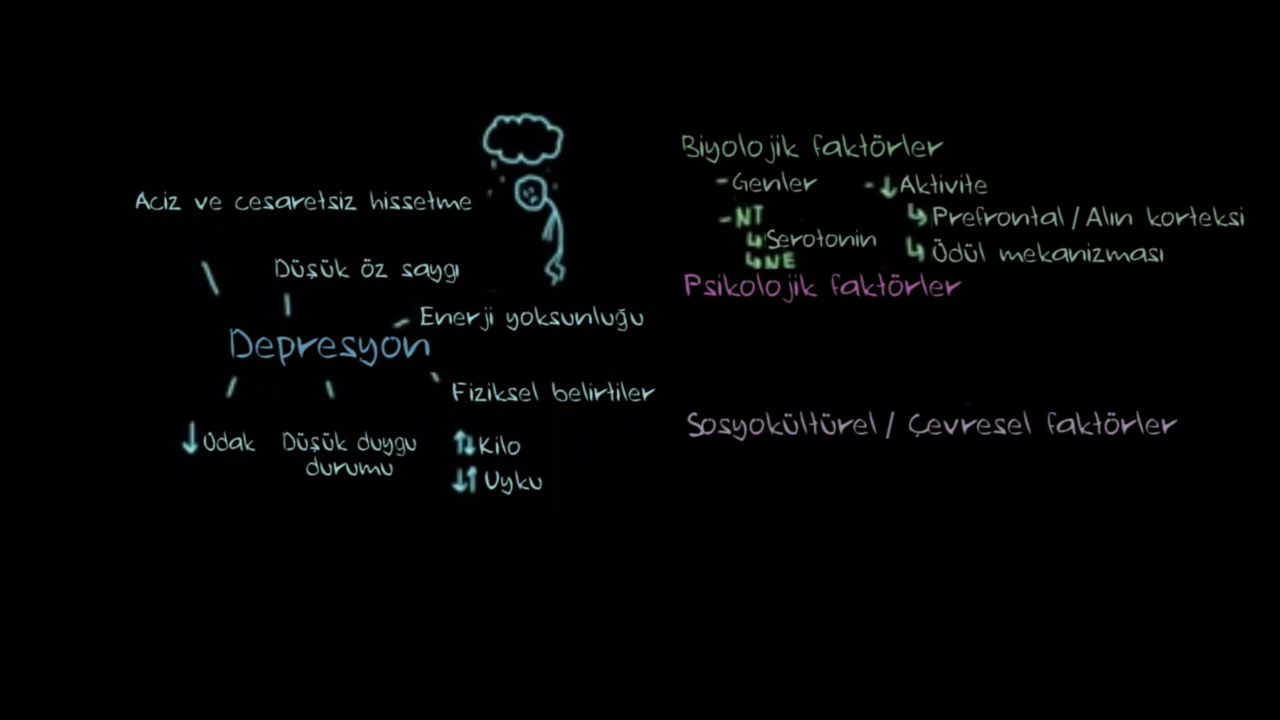 Aciz ve cesaretsiz hissetme
Düşük öz saygı
Enerji yoksunluğu
Depresyon
Fiziksel belirtiler
↓Odak
Düşük duygu
durumu
↑↓Kilo
↓↑Uyku
Biyolojik faktörler
-Genler
-NT
↳Serotonin
↳NE
-↓Aktivite
↳Prefrontal/Alın korteksi
↳Ödül mekanizması
Psikolojik faktörler
Sosyokültürel/Çevresel faktörler